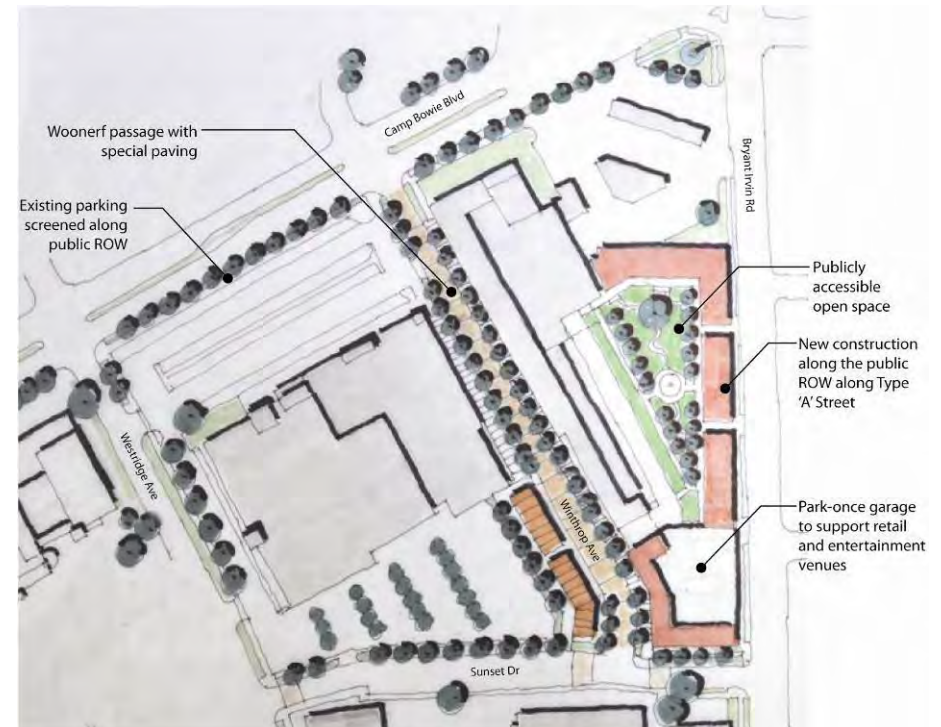 Camp Bowie Blvd
Woonerf passage with
special paving
Bryant Irvin Rd
Existing parking
screened along
public ROW
Publicly
accessible
open space
New construction
along the public
ROW along Type
‘A’ Street
Westridge Ave
Winthrop Ave
Park-once garage
to support retail
and entertainment
venues
Sunset Dr